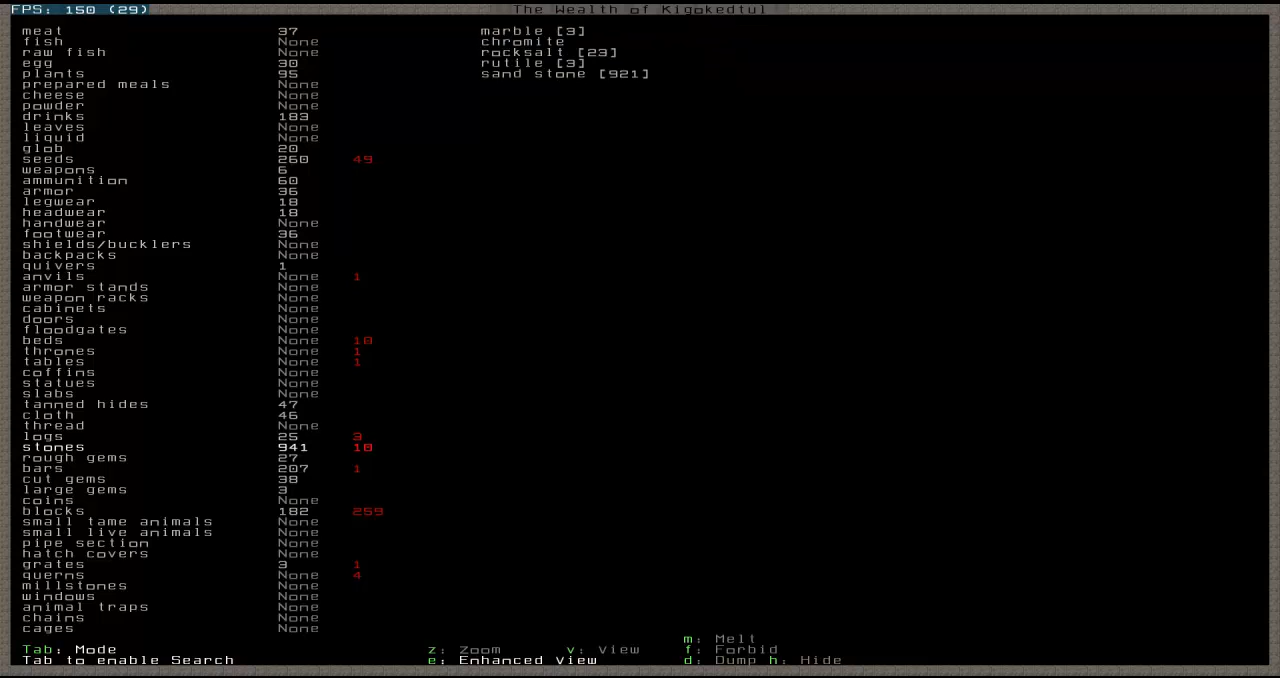 FPS: 150 (29) The Wealth of Kigokedtul
meat 37 marble [3]
fish None chromite
raw fish None rocksalt [23]
egg 30 rutile [3]
plants 95 sand stone [921]
prepared meals None
cheese None
powder None
drinks 183
leaves None
liquid None
glob 20
seeds 260 49
weapons 6
ammunition 60
armor 36
legwear 18
headwear 18
handwear None
footwear 36
shields/bucklers None
backpacks None
quivers 1
anvils None 1
armor stands None
weapon racks None
cabinets None
doors None
floodgates None
beds None 10
thrones None 1
tables None 1
coffins None
statues None
slabs None
tanned hides 47
cloth 46
thread None
logs 25 3
stones 941 10
rough gems 27
bars 207 1
cut gems 38
large gems 3
coins None
blocks 182 259
small tame animals None
small live animals None
pipe section None
hatch covers None
grates 3 1
querns None 4
millstones None
windows None
animal traps None
chains None
cages None
m: Melt
Tab: Mode z: Zoom v: View f: Forbid
Tab to enable Search e: Enhanced View d: Dump h: Hide